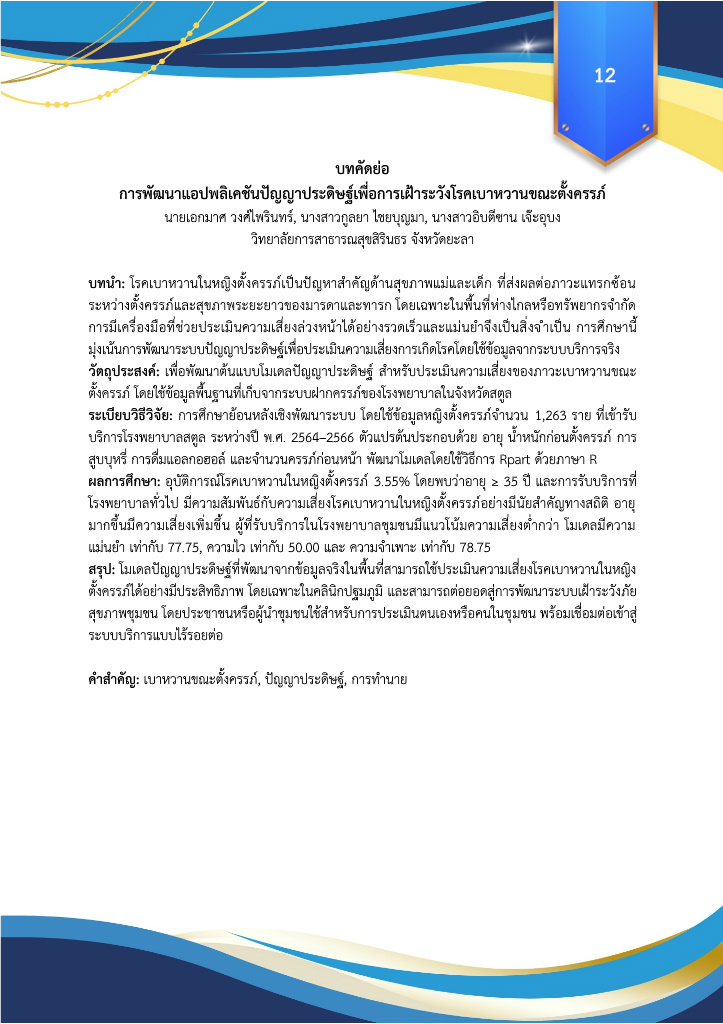 12
บทคัดย่อ
การพัฒนาแอปพลิเคชันปัญญาประดิษฐ์เพื่อการเฝ้าระวังโรคเบาหวานขณะตั้งครรภ์
นายเอกมาศ วงศ์ไพรินทร์, นางสาวกูลยา ไชยบุญมา, นางสาวอิบตีซาน เจ๊ะอุบง
วิทยาลัยการสาธารณสุขสิรินธร จังหวัดยะลา
บทนำ: โรคเบาหวานในหญิงตั้งครรภ์เป็นปัญหาสำคัญด้านสุขภาพแม่และเด็ก ที่ส่งผลต่อภาวะแทรกซ้อน
ระหว่างตั้งครรภ์และสุขภาพระยะยาวของมารดาและทารก โดยเฉพาะในพื้นที่ห่างไกลหรือทรัพยากรจำกัด
การมีเครื่องมือที่ช่วยประเมินความเสี่ยงล่วงหน้าได้อย่างรวดเร็วและแม่นยำจึงเป็นสิ่งจำเป็น การศึกษานี้
มุ่งเน้นการพัฒนาระบบปัญญาประดิษฐ์เพื่อประเมินความเสี่ยงการเกิดโรคโดยใช้ข้อมูลจากระบบบริการจริง
วัตถุประสงค์: เพื่อพัฒนาต้นแบบโมเดลปัญญาประดิษฐ์ สำหรับประเมินความเสี่ยงของภาวะเบาหวานขณะ
ตั้งครรภ์ โดยใช้ข้อมูลพื้นฐานที่เก็บจากระบบฝากครรภ์ของโรงพยาบาลในจังหวัดสตูล
ระเบียบวิธีวิจัย: การศึกษาย้อนหลังเชิงพัฒนาระบบ โดยใช้ข้อมูลหญิงตั้งครรภ์จำนวน 1,263 ราย ที่เข้ารับ
บริการโรงพยาบาลสตูล ระหว่างปี พ.ศ. 2564–2566 ตัวแปรต้นประกอบด้วย อายุ น้ำหนักก่อนตั้งครรภ์ การ
สูบบุหรี่ การดื่มแอลกอฮอล์ และจำนวนครรภ์ก่อนหน้า พัฒนาโมเดลโดยใช้วิธีการ Rpart ด้วยภาษา R
ผลการศึกษา: อุบัติการณ์โรคเบาหวานในหญิงตั้งครรภ์ 3.55% โดยพบว่าอายุ ≥ 35 ปี และการรับบริการที่
โรงพยาบาลทั่วไป มีความสัมพันธ์กับความเสี่ยงโรคเบาหวานในหญิงตั้งครรภ์อย่างมีนัยสำคัญทางสถิติ อายุ
มากขึ้นมีความเสี่ยงเพิ่มขึ้น ผู้ที่รับบริการในโรงพยาบาลชุมชนมีแนวโน้มความเสี่ยงต่ำกว่า โมเดลมีความ
แม่นยำ เท่ากับ 77.75, ความไว เท่ากับ 50.00 และ ความจำเพาะ เท่ากับ 78.75
สรุป: โมเดลปัญญาประดิษฐ์ที่พัฒนาจากข้อมูลจริงในพื้นที่สามารถใช้ประเมินความเสี่ยงโรคเบาหวานในหญิง
ตั้งครรภ์ได้อย่างมีประสิทธิภาพ โดยเฉพาะในคลินิกปฐมภูมิ และสามารถต่อยอดสู่การพัฒนาระบบเฝ้าระวังภัย
สุขภาพชุมชน โดยประชาชนหรือผู้นำชุมชนใช้สำหรับการประเมินตนเองหรือคนในชุมชน พร้อมเชื่อมต่อเข้าสู่
ระบบบริการแบบไร้รอยต่อ
คำสำคัญ: เบาหวานขณะตั้งครรภ์, ปัญญาประดิษฐ์, การทำนาย